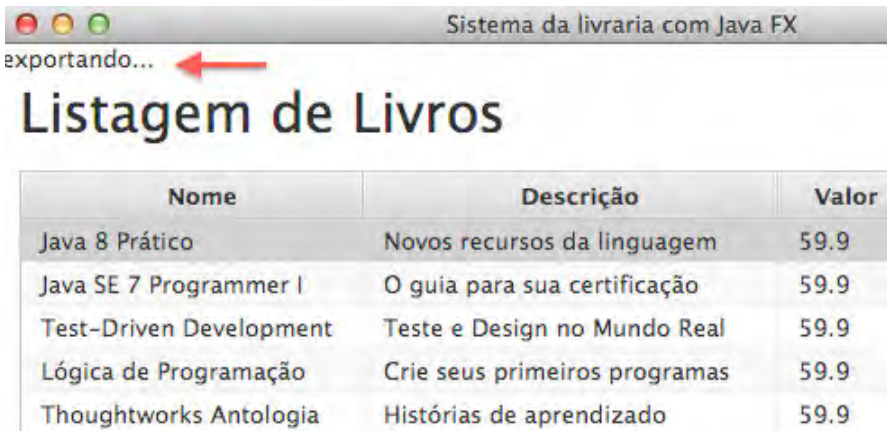 Sistema da livraria com Java FX
exportando...
Listagem de Livros
Nome Descrição Valor
Java 8 Prático Novos recursos da linguagem 59.9
Java SE 7 Programmer I O guia para sua certificação 59.9
Test-Driven Development Teste e Design no Mundo Real 59.9
Lógica de Programação Crie seus primeiros programas 59.9
Thoughtworks Antologia Histórias de aprendizado 59.9